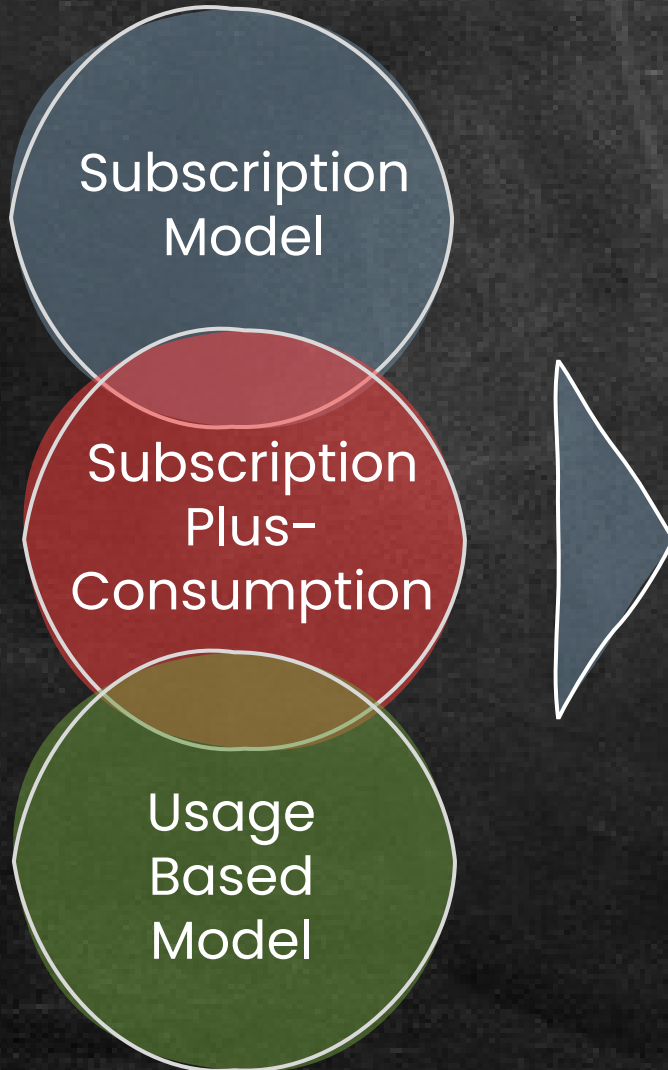 Subscription
Model
Subscription
Plus-
Consumption
Usage
Based
Model